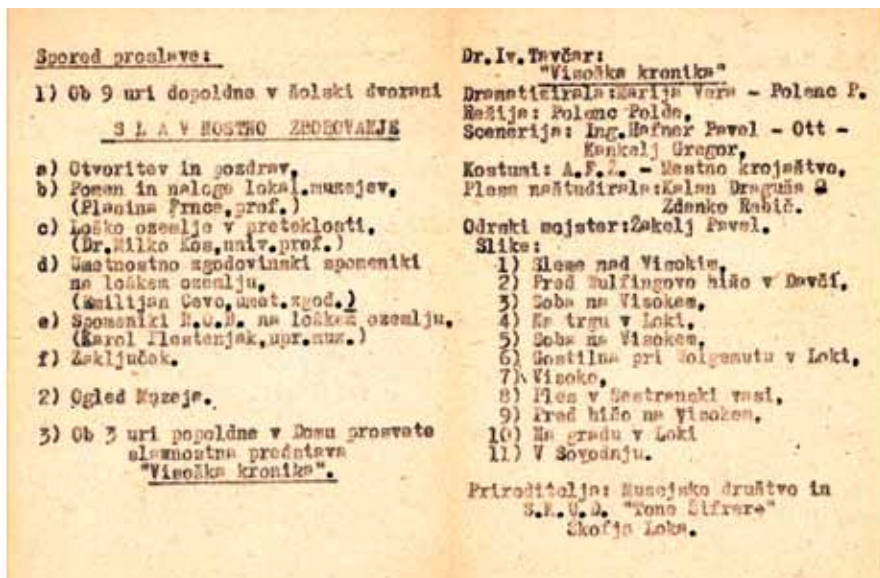 Spored proslave:
1) Ob 9 uri dopoldne v šolski dvorani
S L A V NOSTNO ZBOROVANJE
a) Otvoritev in pozdrav,
b) Pomen in naloge lokal.muzejev,
(Planina France,prof.)
c) Loško ozemlje v preteklosti,
(Dr.Milko Kos,univ.prof.)
d) Umetnostno zgodovinski spomeniki
na loškem ozemlju,
(Emilijan Cevc,umet.zgod.)
e) Spomeniki N.O.B. na loškem ozemlju,
(Karol Plestenjak,upr.muz.)
f) Zaključek.
2) Ogled Muzeja.
3) Ob 3 uri popoldne v Domu prosvete
slavnostna predstava
"Visoška kronika".
Dr.Iv.Tavčar:
"Visoška kronika"
Dramatizirala:Marija Vera - Polenc P.
Režija: Polenc Polde,
Scenerija: Ing.Hafner Pavel - Ott -
Kankelj Gregor,
Kostumi: A.F.Ž. - Mestno krojaštvo,
Plese naštudirala:Kalan Draguša &
Zdenko Rabič.
Odrski mojster:Žakelj Pavel.
Slike:
1) Sleme nad Visokim,
2) Pred Wulfingovo hišo v Davči,
3) Soba na Visokem,
4) Na trgu v Loki,
5) Soba na Visokem,
6) Gostilna pri Wolgemutu v Loki,
7) Visoko,
8) Ples v Sestranski vasi,
9) Pred hišo na Visokem,
10) Na gradu v Loki
11) V Sovodnju.
Prireditelja: Muzejsko društvo in
S.K.U.D. "Tone Šifrer"
Škofja Loka.